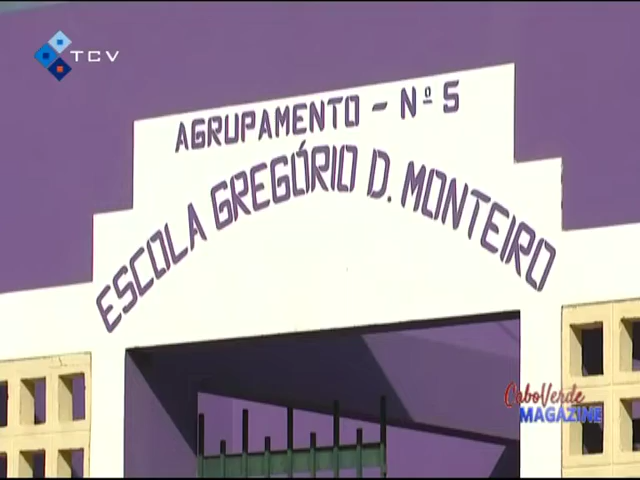 TCV
AGRUPAMENTO - Nº 5
ESCOLA GREGÓRIO D. MONTEIRO
CaboVerde
MAGAZINE